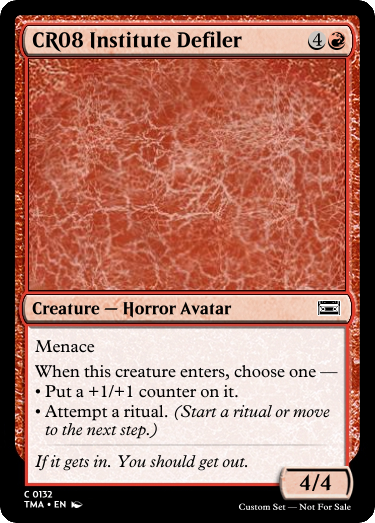 CR08 Institute Defiler 4
Creature — Horror Avatar
Menace
When this creature enters, choose one —
• Put a +1/+1 counter on it.
• Attempt a ritual. (Start a ritual or move
to the next step.)
If it gets in. You should get out.
4/4
C 0132
TMA • EN
Custom Set — Not For Sale